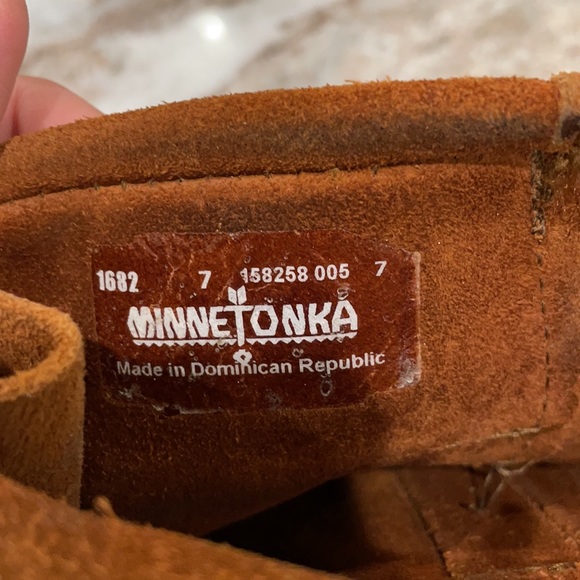 1682 7 158258 005 7
MINNETONKA
Made in Dominican Republic